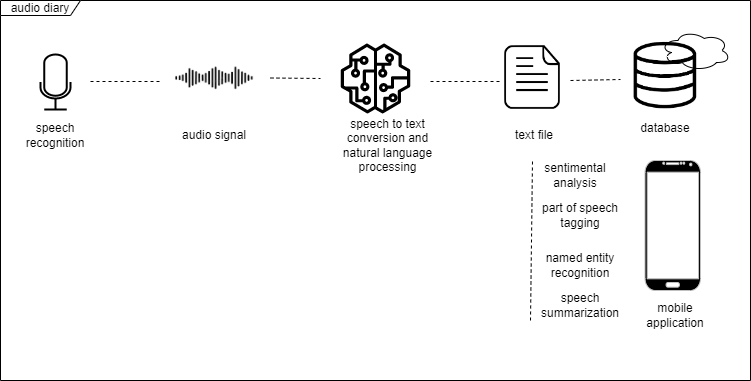 audio diary
speech
recognition
audio signal
speech to text
conversion and
natural language
processing
text file
database
sentimental
analysis
part of speech
tagging
named entity
recognition
speech
summarization
mobile
application